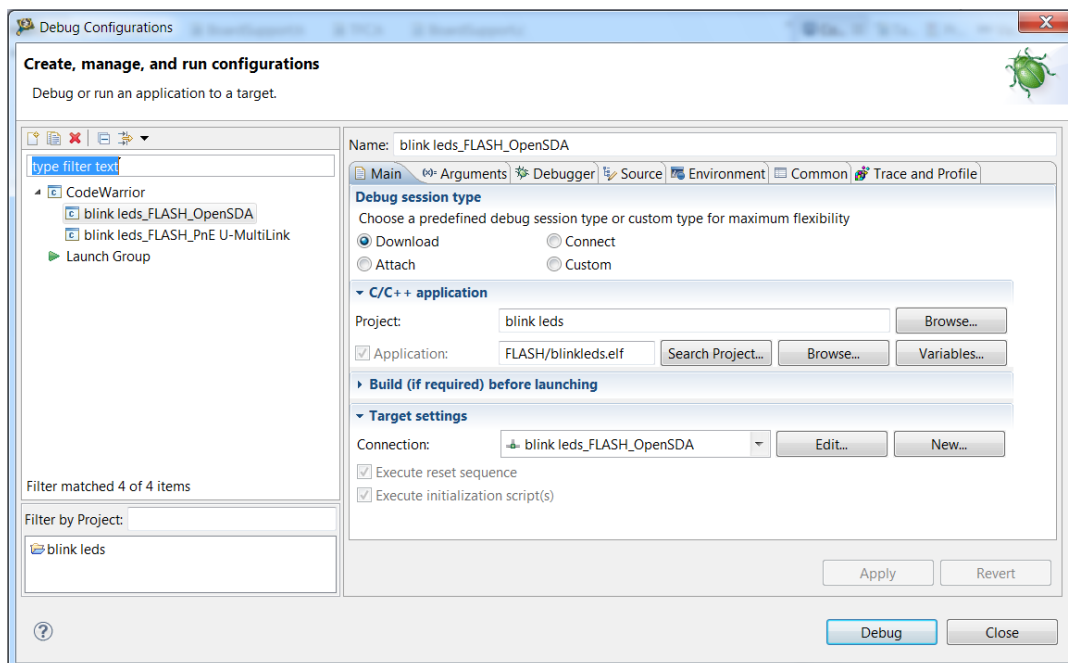 Debug Configurations
Create, manage, and run configurations
Debug or run an application to a target.
type filter text
CodeWarrior
blink leds_FLASH_OpenSDA
blink leds_FLASH_PnE U-MultiLink
Launch Group
Filter matched 4 of 4 items
Filter by Project:
blink leds
Name: blink leds_FLASH_OpenSDA
Main (x)= Arguments Debugger Source Environment Common Trace and Profile
Debug session type
Choose a predefined debug session type or custom type for maximum flexibility
Download Connect
Attach Custom
C/C++ application
Project: blink leds Browse...
Application: FLASH/blinkleds.elf Search Project... Browse... Variables...
Build (if required) before launching
Target settings
Connection: blink leds_FLASH_OpenSDA Edit... New...
Execute reset sequence
Execute initialization script(s)
Apply Revert
Debug Close